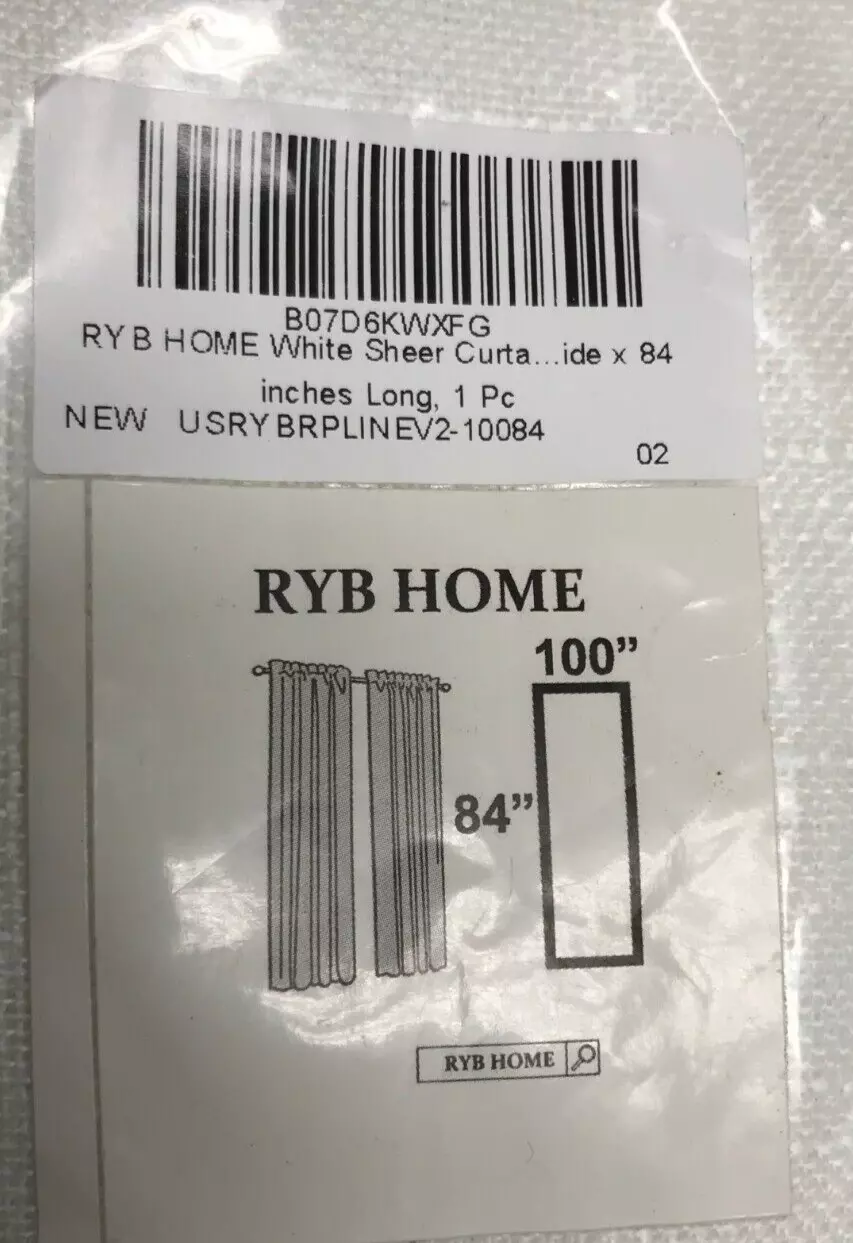 B07D6KWXFG
RYB HOME White Sheer Curta...ide x 84
inches Long, 1 Pc
NEW USRYBRPLINEV2-10084
02
RYB HOME
100”
84”
RYB HOME